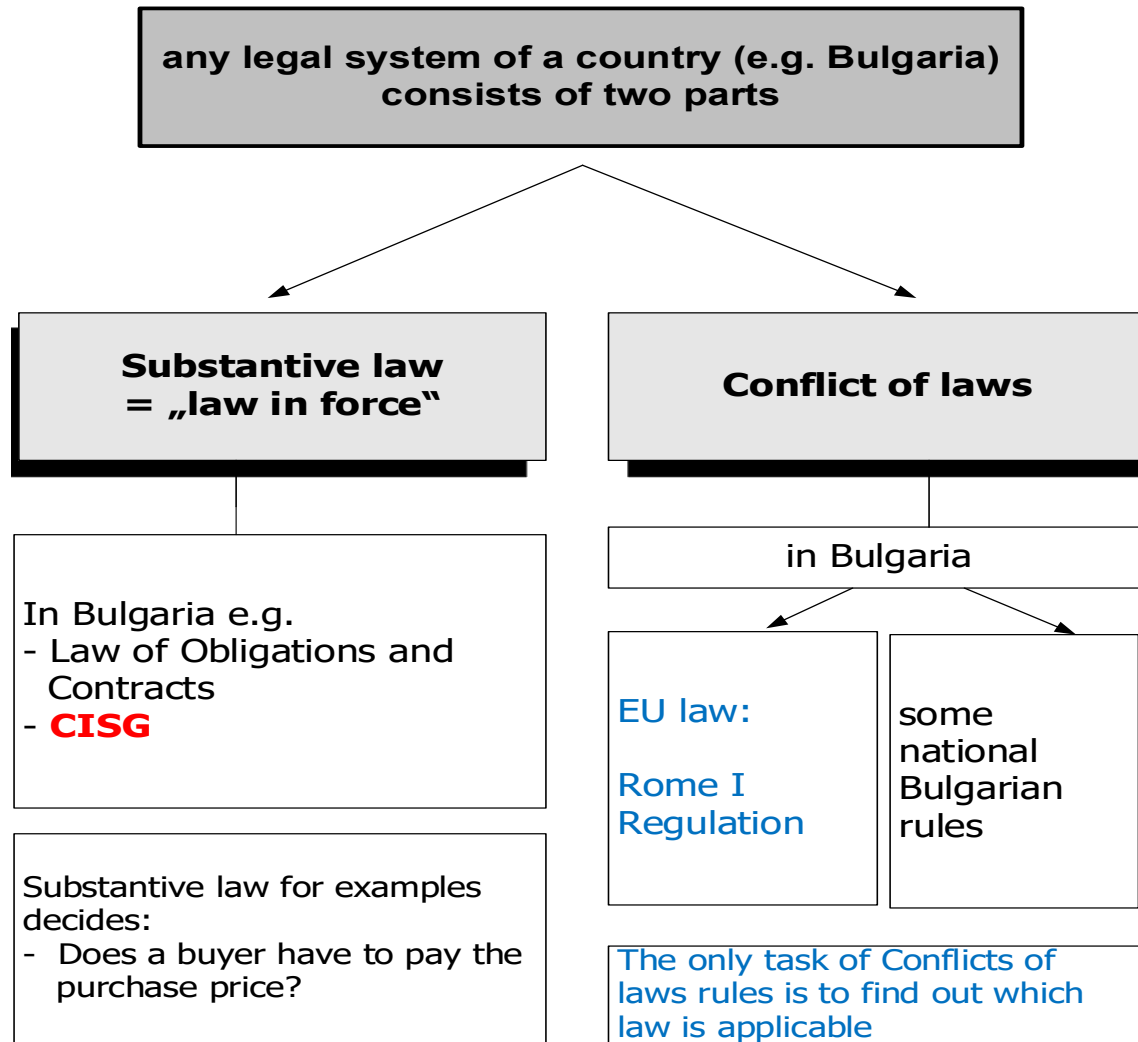 any legal system of a country (e.g. Bulgaria)
consists of two parts
Substantive law
= „law in force“
Conflict of laws
In Bulgaria e.g.
- Law of Obligations and
Contracts
- CISG
in Bulgaria
EU law:
Rome I
Regulation
some
national
Bulgarian
rules
Substantive law for examples
decides:
- Does a buyer have to pay the
purchase price?
The only task of Conflicts of
laws rules is to find out which
law is applicable